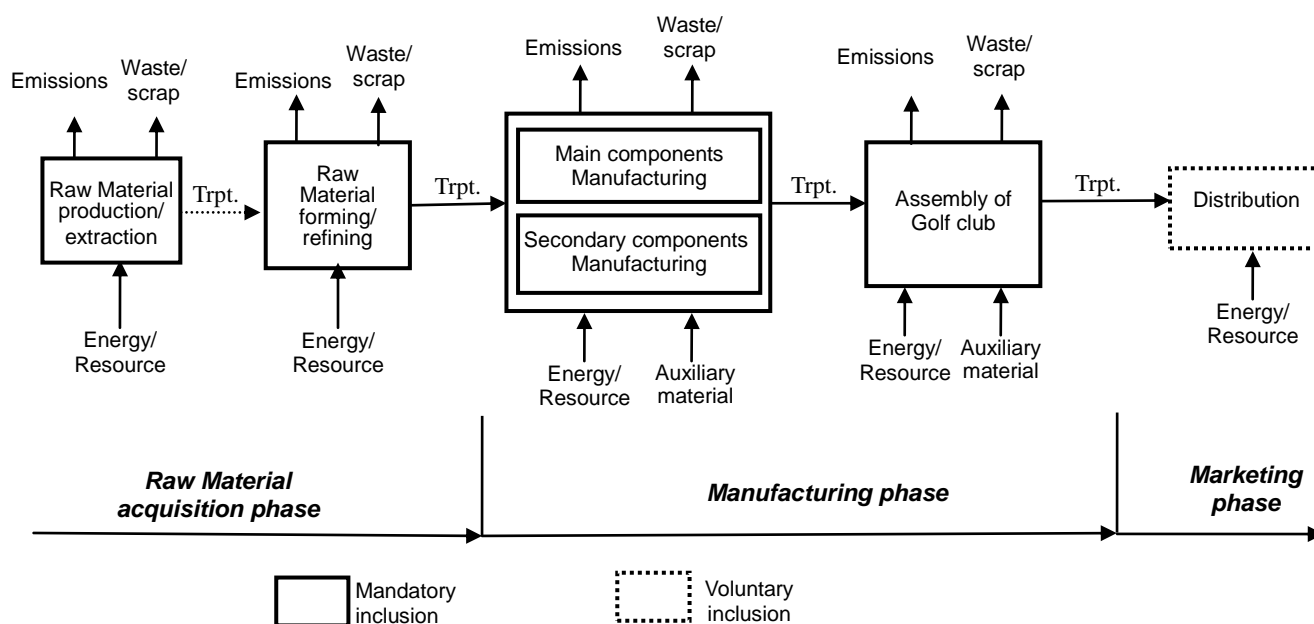 Emissions
Waste/
scrap
Emissions
Waste/
scrap
Emissions
Waste/
scrap
Emissions
Waste/
scrap
Raw Material
production/
extraction
Trpt.
Raw
Material
forming/
refining
Trpt.
Main components
Manufacturing
Secondary components
Manufacturing
Trpt.
Assembly of
Golf club
Trpt.
Distribution
Energy/
Resource
Energy/
Resource
Energy/
Resource
Auxiliary
material
Energy/
Resource
Auxiliary
material
Energy/
Resource
Raw Material
acquisition phase
Manufacturing phase
Marketing
phase
Mandatory
inclusion
Voluntary
inclusion